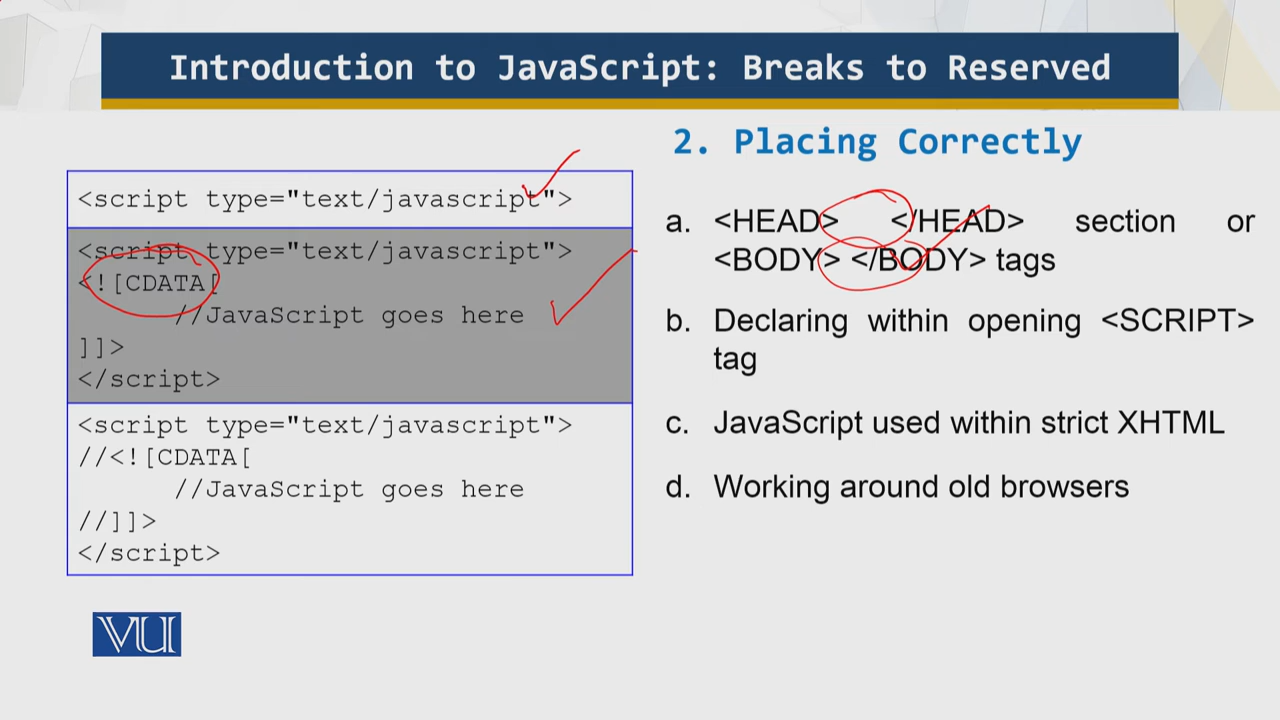 Introduction to JavaScript: Breaks to Reserved
2. Placing Correctly
<script type="text/javascript">
<script type="text/javascript">
<![CDATA[
//JavaScript goes here
]]>
</script>
<script type="text/javascript">
//<![CDATA[
//JavaScript goes here
//]]>
</script>
a. <HEAD> </HEAD> section or
<BODY> </BODY> tags
b. Declaring within opening <SCRIPT>
tag
c. JavaScript used within strict XHTML
d. Working around old browsers
VU